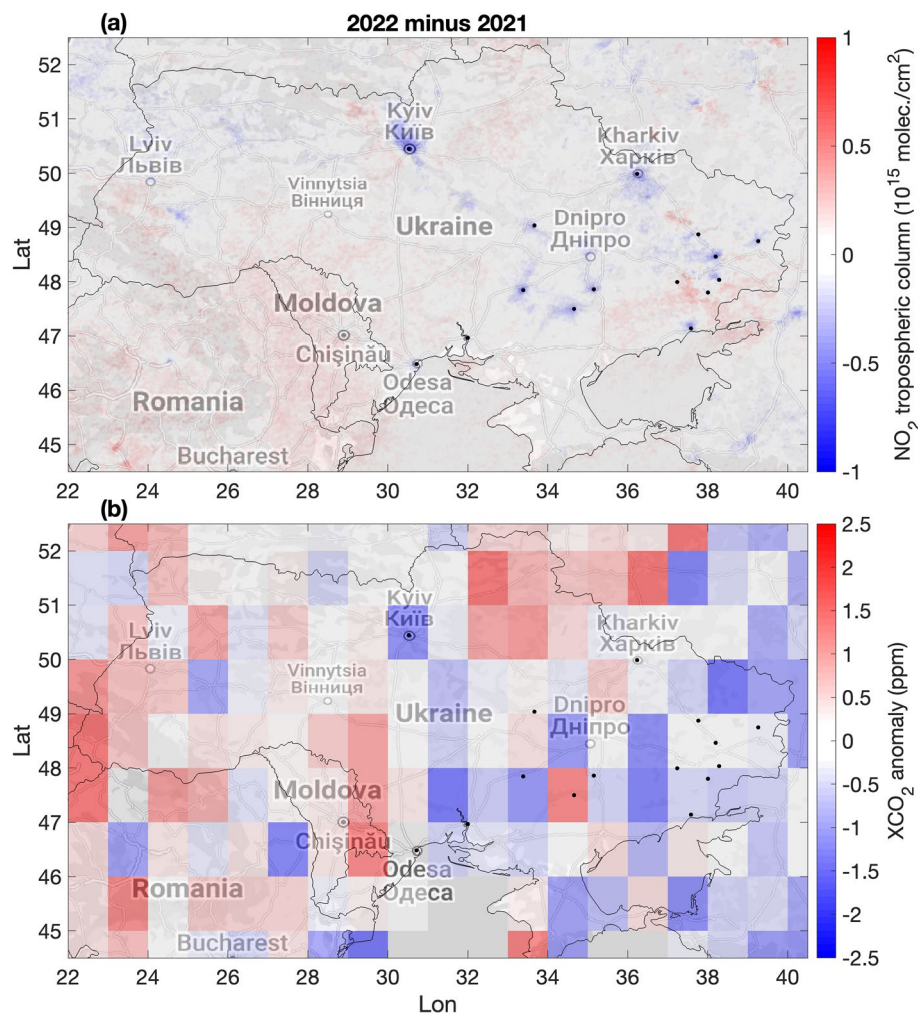 (a)
2022 minus 2021
52
51
50
49
48
47
46
45
Lat
Kyiv
Київ
Lviv
Львів
Kharkiv
Харків
Vinnytsia
Вінниця
Ukraine
Dnipro
Дніпро
Moldova
Chişinău
Odesa
Одеса
Romania
Bucharest
22 24 26 28 30 32 34 36 38 40
1
0.5
0
-0.5
-1
NO2 tropospheric column (10^15 molec./cm^2)
(b)
52
51
50
49
48
47
46
45
Lat
Kyiv
Київ
Lviv
Львів
Kharkiv
Харків
Vinnytsia
Вінниця
Ukraine
Dnipro
Дніпро
Moldova
Chişinău
Odesa
Одеса
Romania
Bucharest
22 24 26 28 30 32 34 36 38 40
Lon
2.5
2
1.5
1
0.5
0
-0.5
-1
-1.5
-2
-2.5
XCO2 anomaly (ppm)